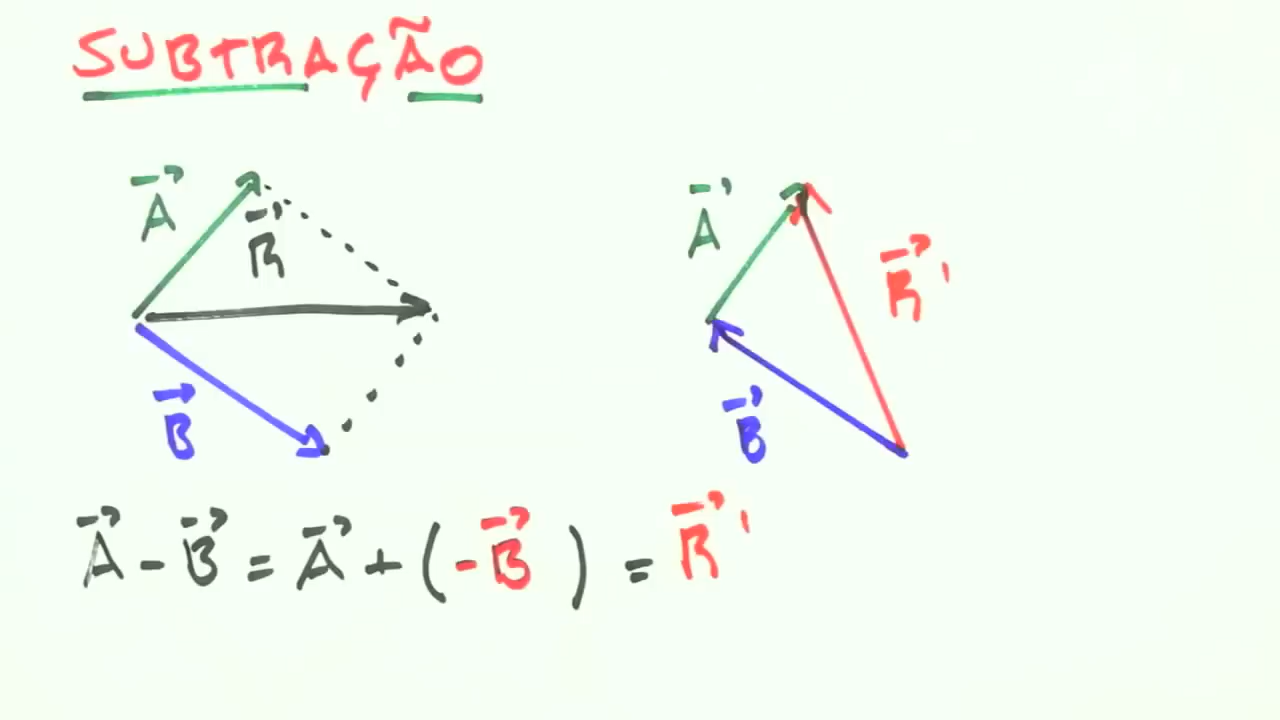 SUBTRAÇÃO
A⃗
R⃗
B⃗
A⃗
R⃗'
B⃗
A⃗ - B⃗ = A⃗ + (-B⃗) = R⃗'